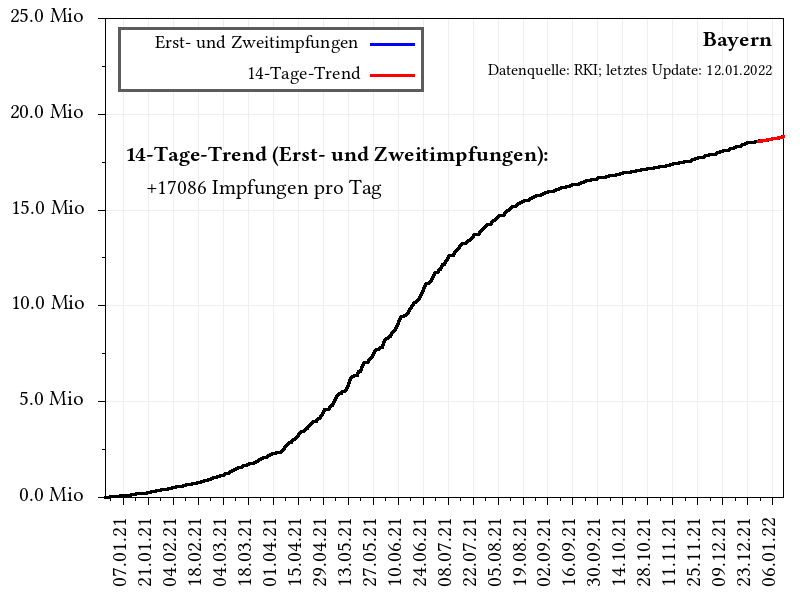 25.0 Mio
20.0 Mio
15.0 Mio
10.0 Mio
5.0 Mio
0.0 Mio
Erst- und Zweitimpfungen
14-Tage-Trend
Bayern
Datenquelle: RKI; letztes Update: 12.01.2022
14-Tage-Trend (Erst- und Zweitimpfungen):
+17086 Impfungen pro Tag
07.01.21
21.01.21
04.02.21
18.02.21
04.03.21
18.03.21
01.04.21
15.04.21
29.04.21
13.05.21
27.05.21
10.06.21
24.06.21
08.07.21
22.07.21
05.08.21
19.08.21
02.09.21
16.09.21
30.09.21
14.10.21
28.10.21
11.11.21
25.11.21
09.12.21
23.12.21
06.01.22